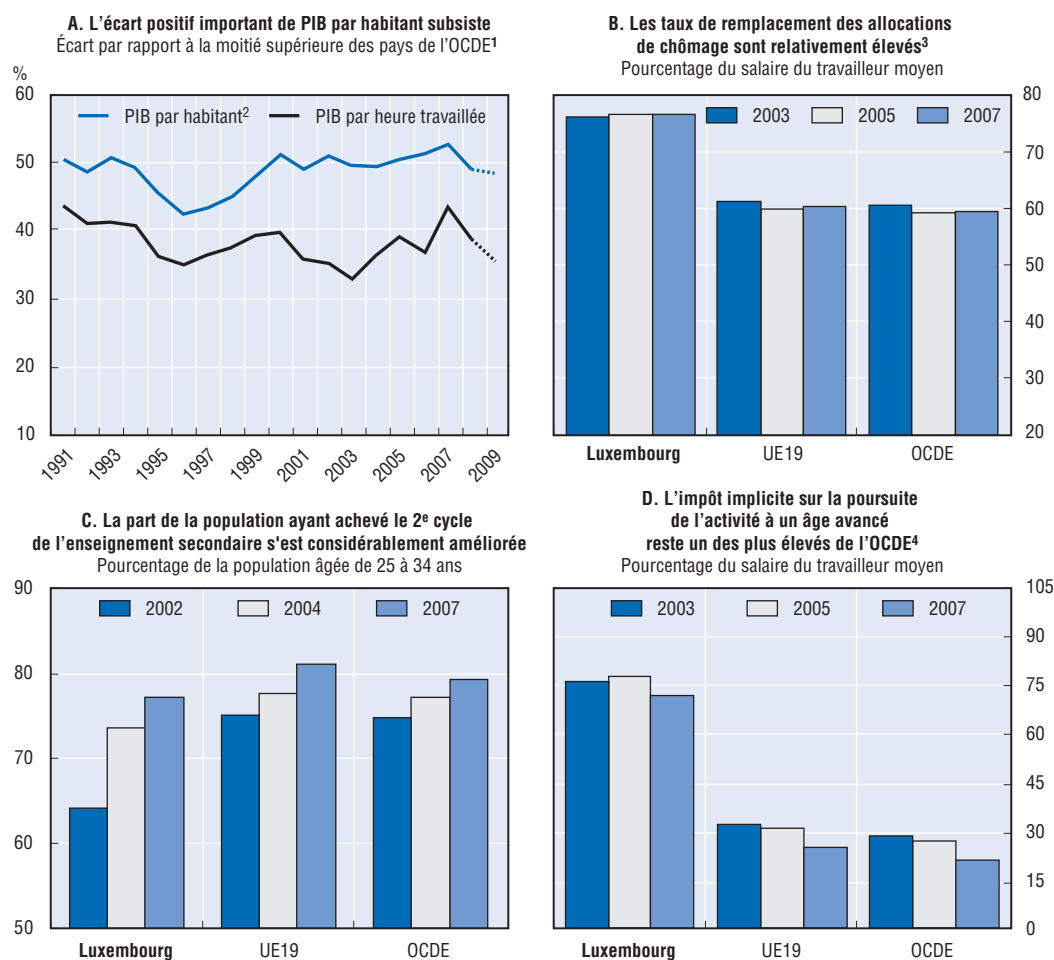 A. L'écart positif important de PIB par habitant subsiste
Écart par rapport à la moitié supérieure des pays de l'OCDE¹
%
60
50
40
30
20
10
PIB par habitant²
PIB par heure travaillée
1991
1993
1995
1997
1999
2001
2003
2005
2007
2009
B. Les taux de remplacement des allocations
de chômage sont relativement élevés³
Pourcentage du salaire du travailleur moyen
2003
2005
2007
80
70
60
50
40
30
20
Luxembourg
UE19
OCDE
C. La part de la population ayant achevé le 2ᵉ cycle
de l'enseignement secondaire s'est considérablement améliorée
Pourcentage de la population âgée de 25 à 34 ans
90
80
70
60
50
2002
2004
2007
Luxembourg
UE19
OCDE
D. L'impôt implicite sur la poursuite
de l'activité à un âge avancé
reste un des plus élevés de l'OCDE⁴
Pourcentage du salaire du travailleur moyen
2003
2005
2007
105
90
75
60
45
30
15
0
Luxembourg
UE19
OCDE